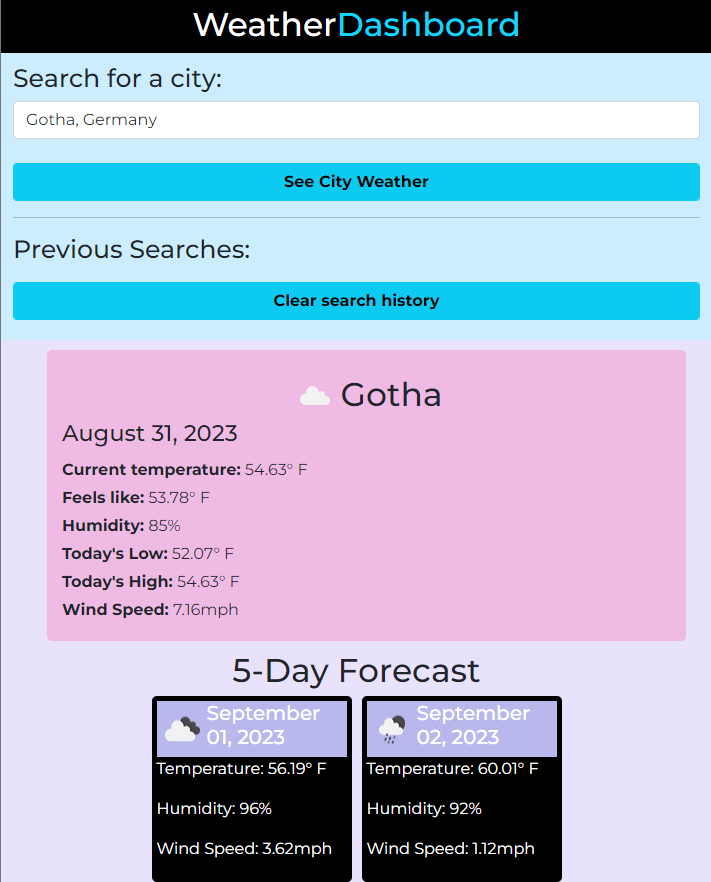 WeatherDashboard
Search for a city:
Gotha, Germany
See City Weather
Previous Searches:
Clear search history
Gotha
August 31, 2023
Current temperature: 54.63° F
Feels like: 53.78° F
Humidity: 85%
Today's Low: 52.07° F
Today's High: 54.63° F
Wind Speed: 7.16mph
5-Day Forecast
September
01, 2023
Temperature: 56.19° F
Humidity: 96%
Wind Speed: 3.62mph
September
02, 2023
Temperature: 60.01° F
Humidity: 92%
Wind Speed: 1.12mph